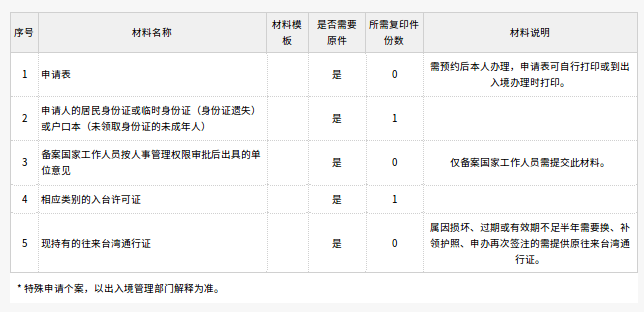 序号 材料名称 材料模板 是否需要原件 所需复印件份数 材料说明
1 申请表 是 0 需预约后本人办理，申请表可自行打印或到出
入境办理时打印。
2 申请人的居民身份证或临时身份证（身份证遗失） 是 1
或户口本（未领取身份证的未成年人）
3 备案国家工作人员按人事管理权限审批后出具的单 是 0 仅备案国家工作人员需提交此材料。
位意见
4 相应类别的入台许可证 是 1
5 现持有的往来台湾通行证 是 0 属因损坏、过期或有效期不足半年需要换、补
领护照、申办再次签注的需提供原往来台湾通
行证。
* 特殊申请个案，以出入境管理部门解释为准。